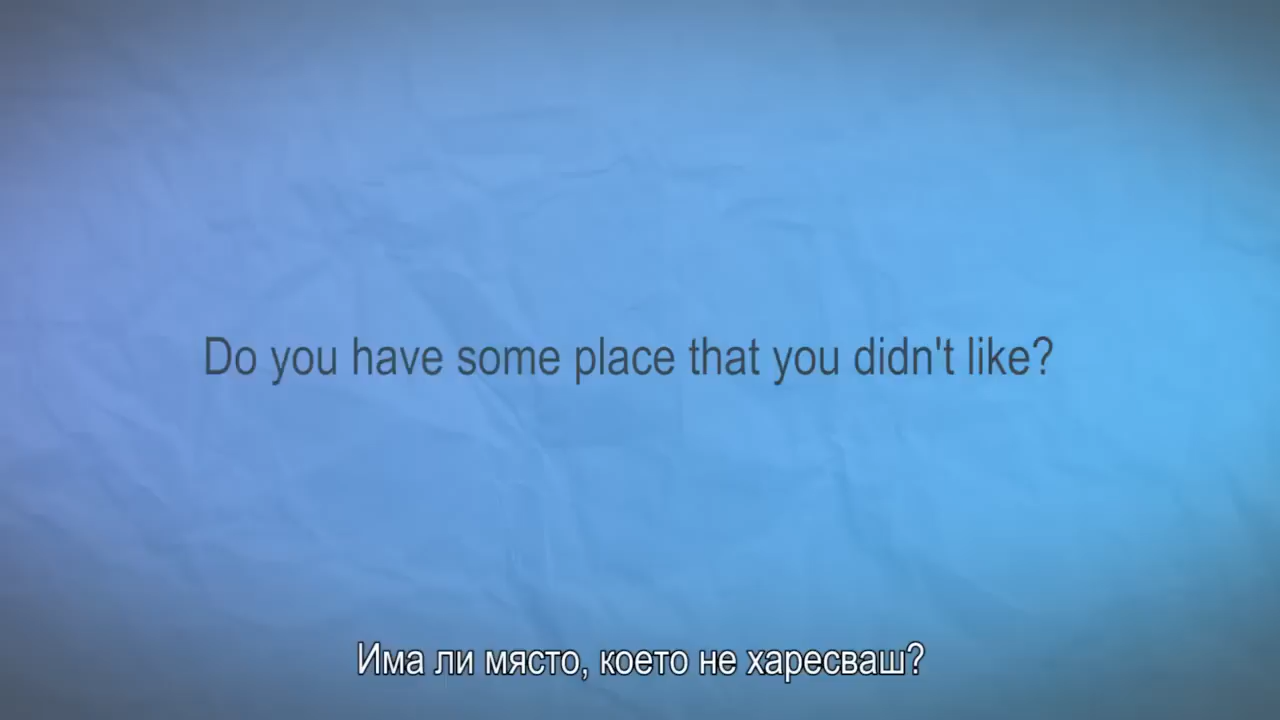 Do you have some place that you didn't like?
Има ли място, което не харесваш?